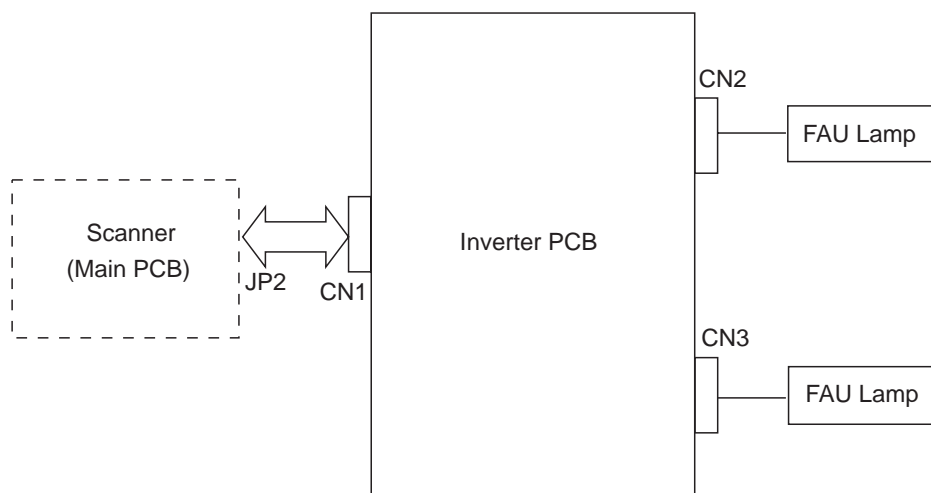 CN2
FAU Lamp
Scanner
(Main PCB)
JP2
CN1
Inverter PCB
CN3
FAU Lamp